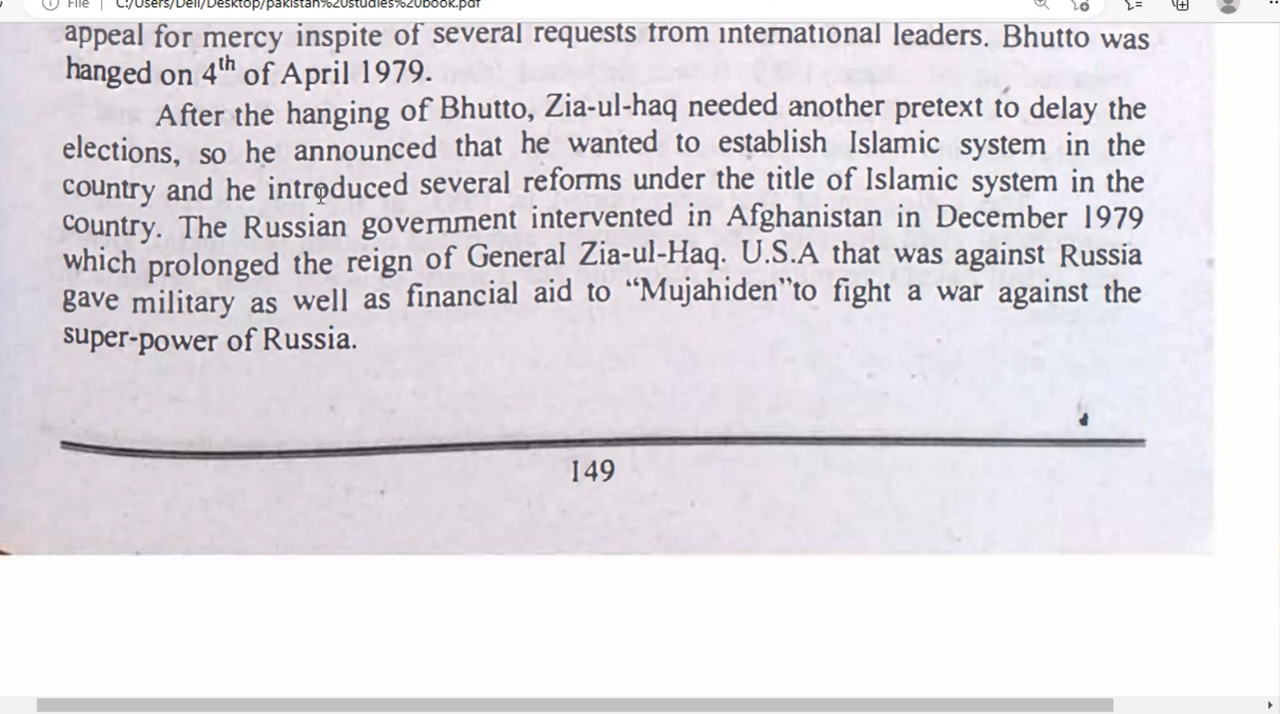 File C:/Users/Dell/Desktop/pakistan%20studies%20book.pdf
appeal for mercy inspite of several requests from international leaders. Bhutto was
hanged on 4th of April 1979.
After the hanging of Bhutto, Zia-ul-haq needed another pretext to delay the
elections, so he announced that he wanted to establish Islamic system in the
country and he introduced several reforms under the title of Islamic system in the
country. The Russian government intervented in Afghanistan in December 1979
which prolonged the reign of General Zia-ul-Haq. U.S.A that was against Russia
gave military as well as financial aid to “Mujahiden”to fight a war against the
super-power of Russia.
149